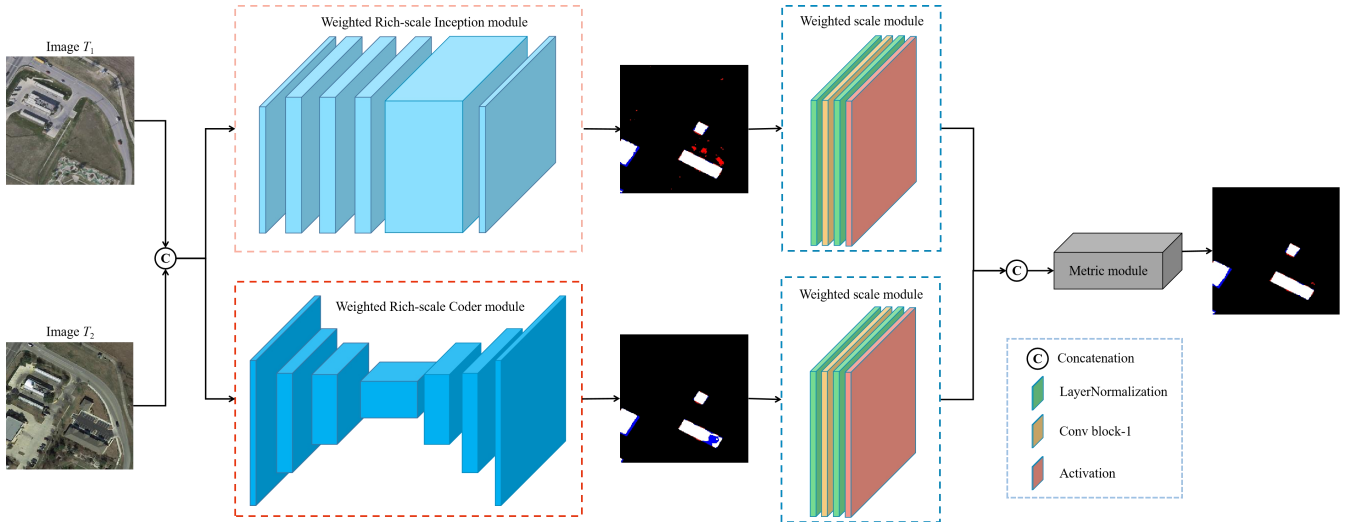 Weighted Rich-scale Inception module
Weighted scale module
Image T1
C
Weighted Rich-scale Coder module
Weighted scale module
C
Metric module
Image T2
C Concatenation
LayerNormalization
Conv block-1
Activation